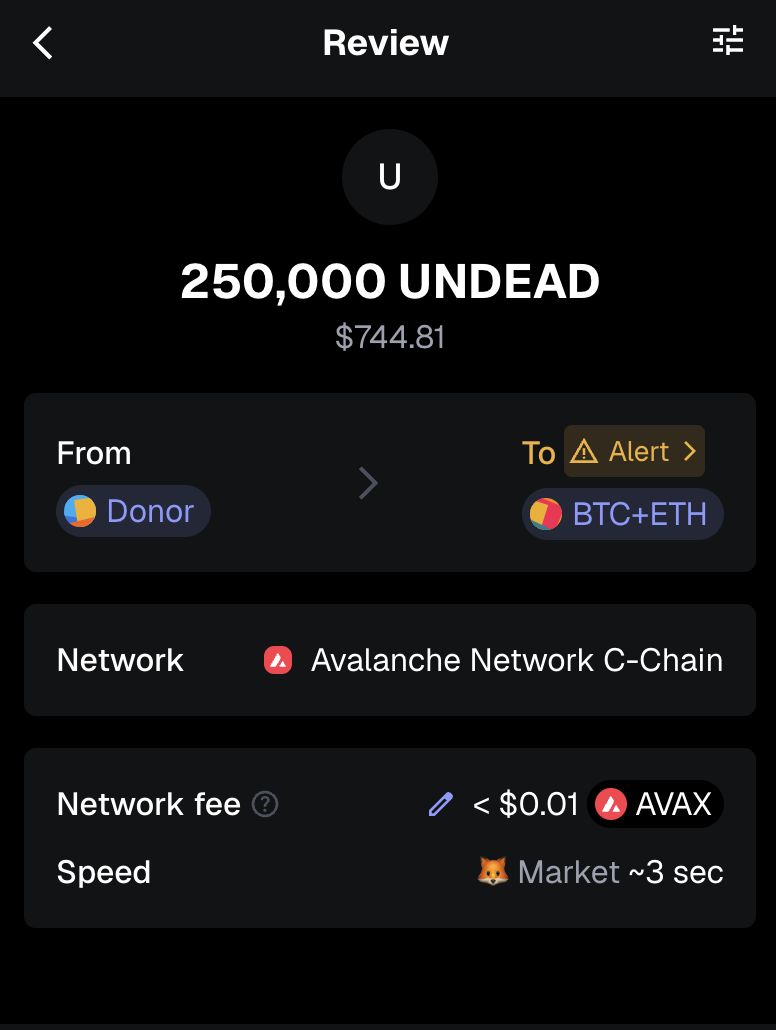 Review
U
250,000 UNDEAD
$744.81
From
To Alert
Donor
BTC+ETH
Network Avalanche Network C-Chain
Network fee ? < $0.01 AVAX
Speed Market ~3 sec